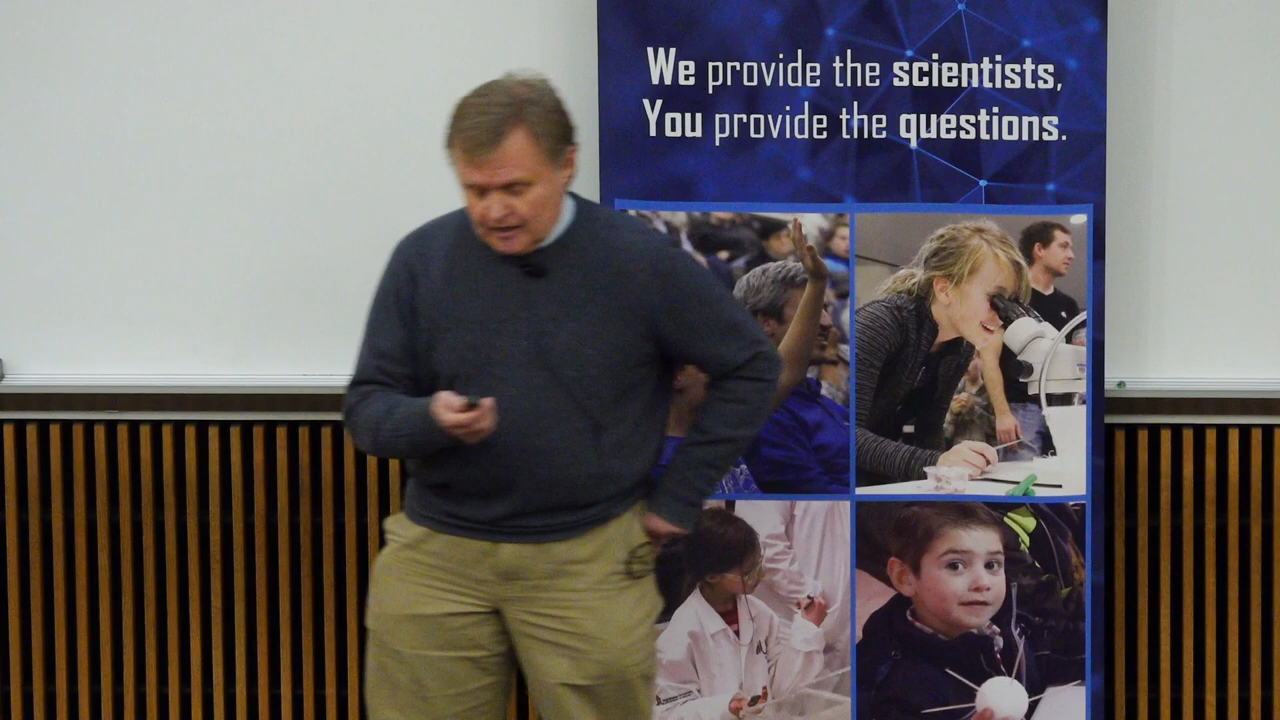 We provide the scientists,
You provide the questions.